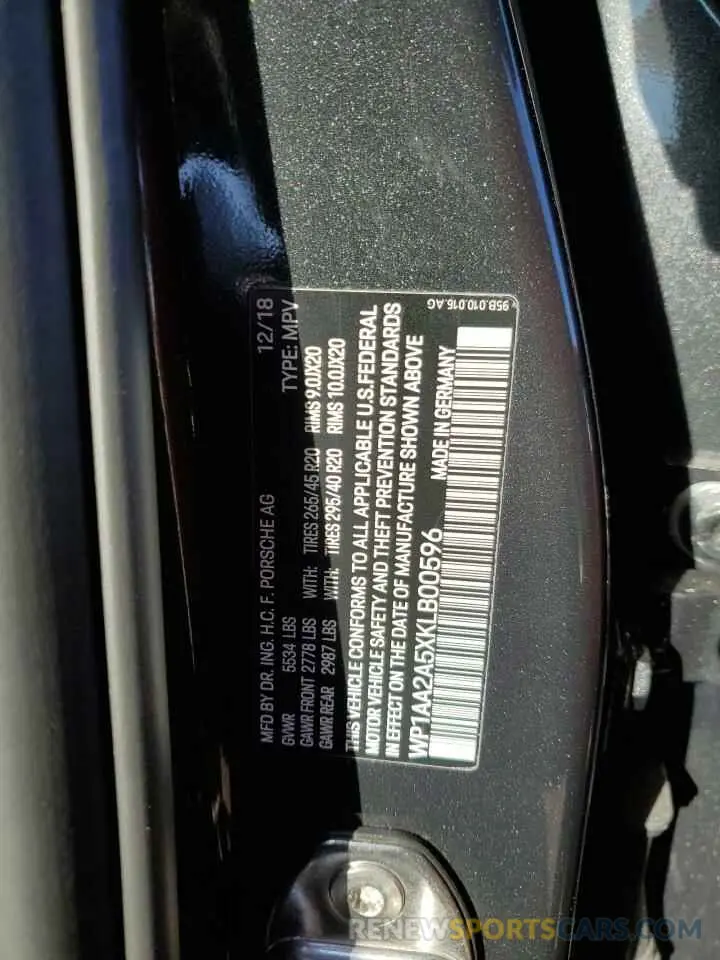 MFD BY DR. ING. H.C. F. PORSCHE AG 12/18
GVWR 5534 LBS TYPE: MPV
GAWR FRONT 2778 LBS WITH: TIRES 265/45 R20 RIMS 9.0JX20
GAWR REAR 2987 LBS WITH: TIRES 295/40 R20 RIMS 10.0JX20
THIS VEHICLE CONFORMS TO ALL APPLICABLE U.S.FEDERAL
MOTOR VEHICLE SAFETY AND THEFT PREVENTION STANDARDS
IN EFFECT ON THE DATE OF MANUFACTURE SHOWN ABOVE
WP1AA2A5XKLB00596 MADE IN GERMANY
95B.010.015.AG
RENEWSPORTSCARS.COM